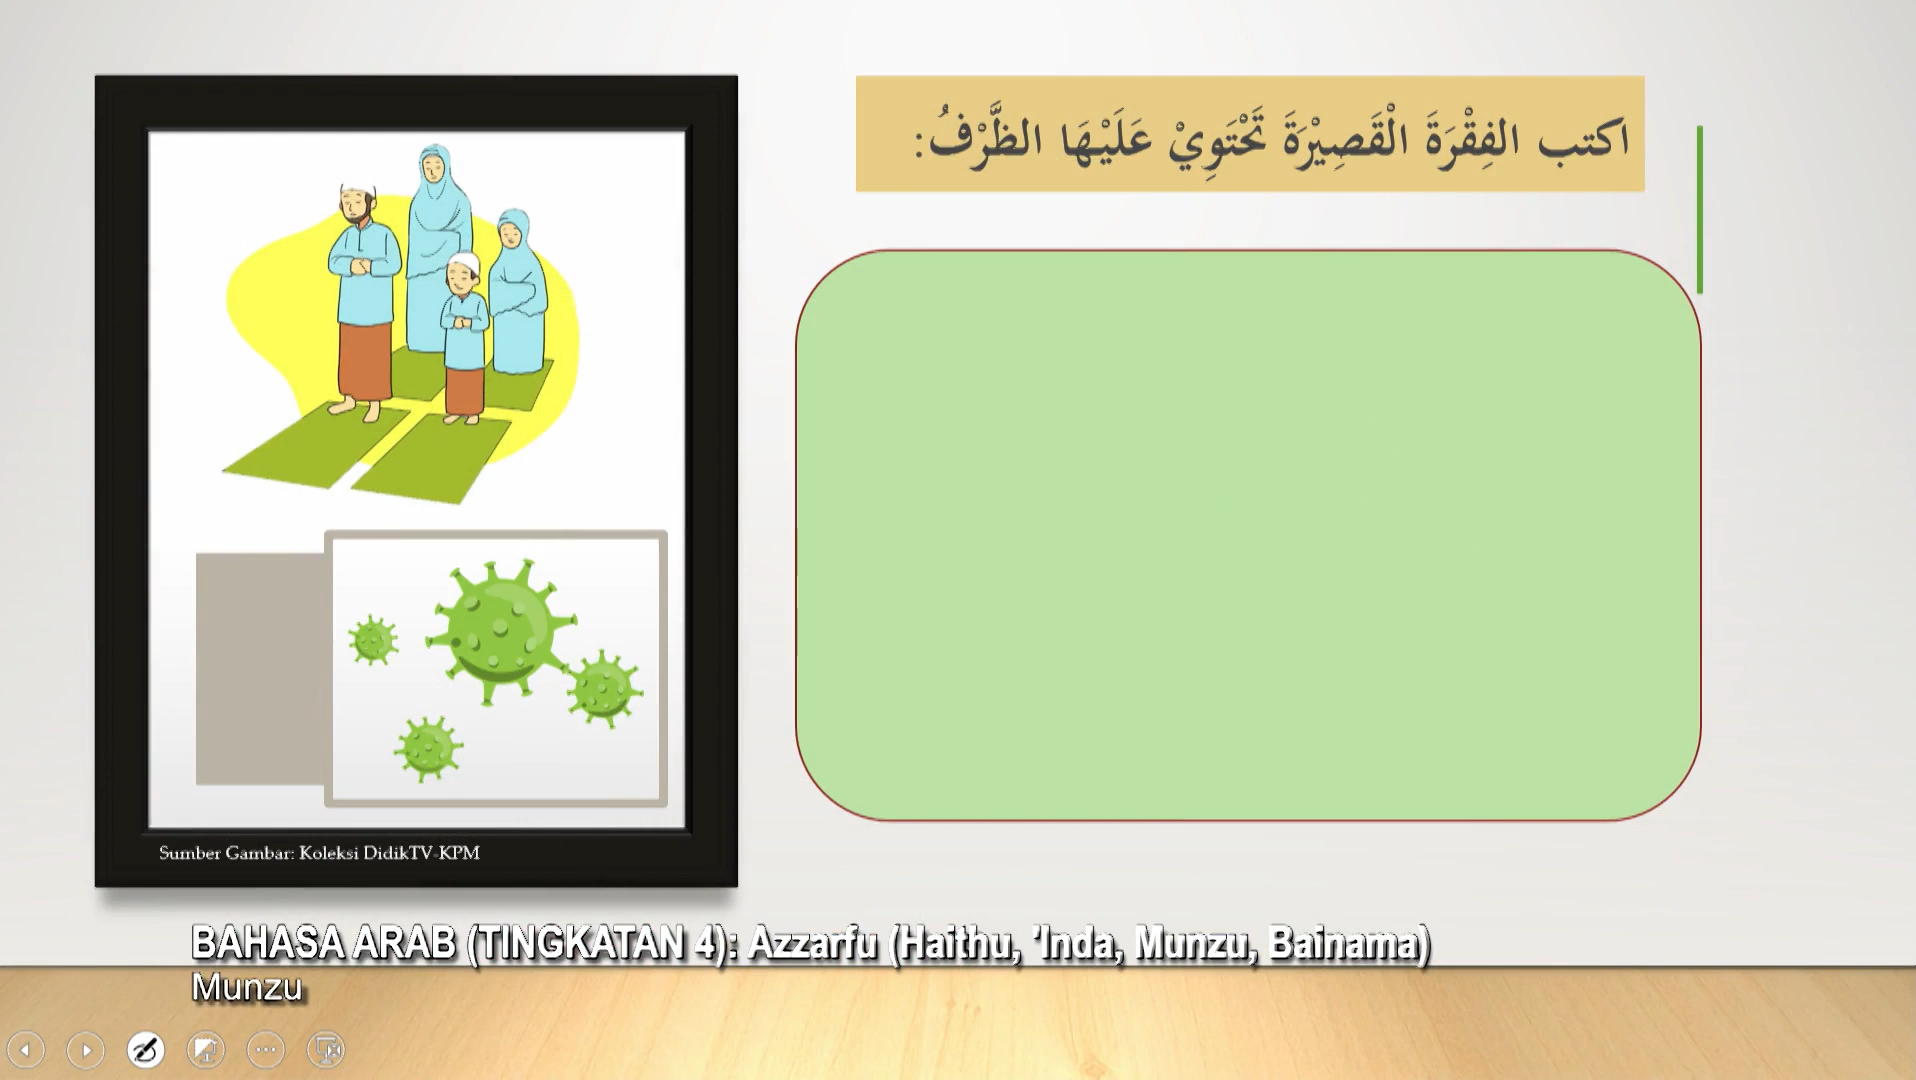 اكتب الفِقْرَةَ الْقَصِيْرَةَ تَحْتَوِيْ عَلَيْهَا الظَّرْفُ:
Sumber Gambar: Koleksi DidikTV-KPM
BAHASA ARAB (TINGKATAN 4): Azzarfu (Haithu, 'Inda, Munzu, Bainama)
Munzu